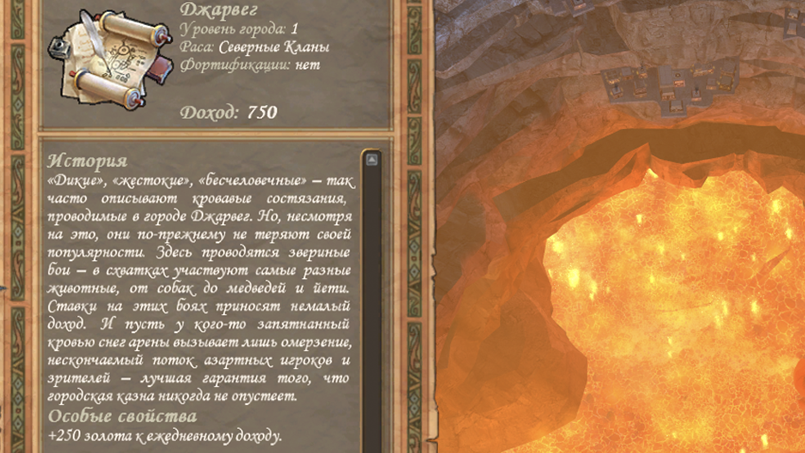 Джарвег
Уровень города: 1
Раса: Северные Кланы
Фортификации: нет
Доход: 750
История
«Дикие», «жестокие», «бесчеловечные» – так
часто описывают кровавые состязания,
проводимые в городе Джарвег. Но, несмотря
на это, они по-прежнему не теряют своей
популярности. Здесь проводятся звериные
бои – в схватках участвуют самые разные
животные, от собак до медведей и йети.
Ставки на этих боях приносят немалый
доход. И пусть у кого-то запятнанный
кровью снег арены вызывает лишь омерзение,
нескончаемый поток азартных игроков и
зрителей – лучшая гарантия того, что
городская казна никогда не опустеет.
Особые свойства
+250 золота к ежедневному доходу.